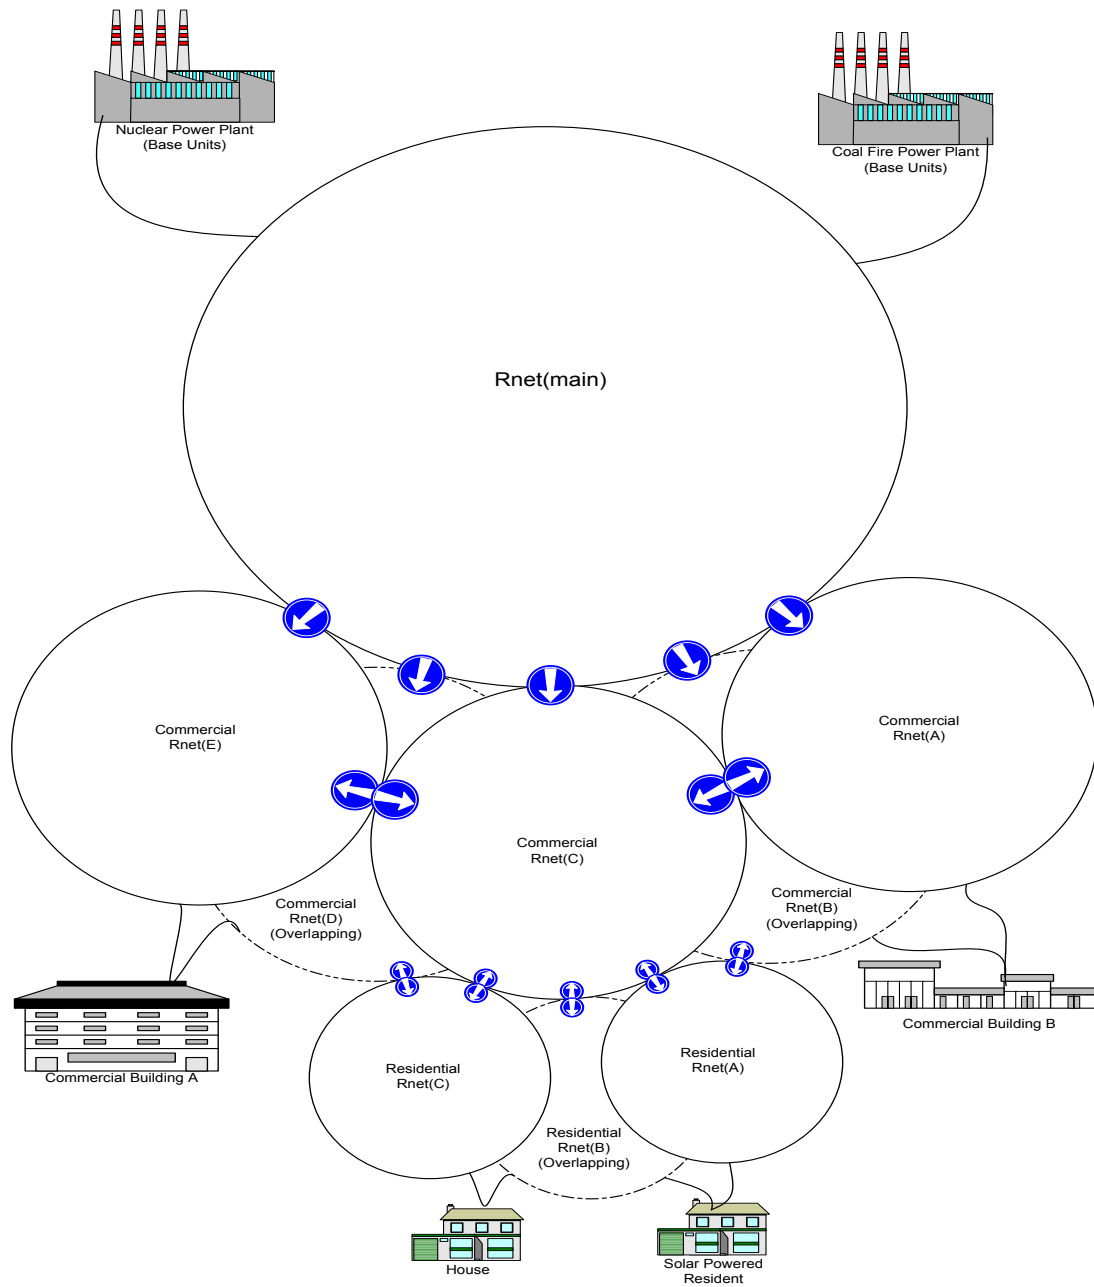 Nuclear Power Plant
(Base Units)
Coal Fire Power Plant
(Base Units)
Rnet(main)
Commercial
Rnet(E)
Commercial
Rnet(A)
Commercial
Rnet(C)
Commercial
Rnet(D)
(Overlapping)
Commercial
Rnet(B)
(Overlapping)
Commercial Building A
Commercial Building B
Residential
Rnet(C)
Residential
Rnet(A)
Residential
Rnet(B)
(Overlapping)
House
Solar Powered
Resident